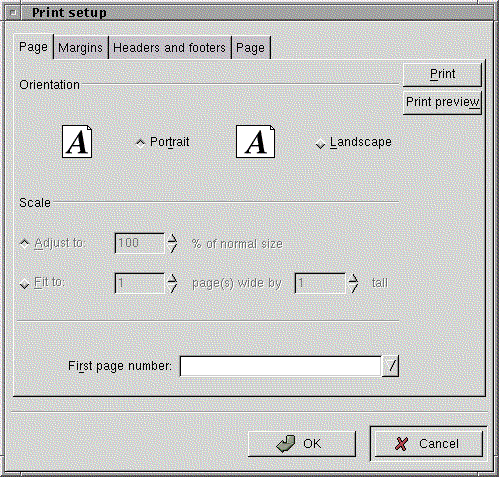 Print setup
Page Margins Headers and footers Page
Print
Print preview
Orientation
A Portrait A Landscape
Scale
Adjust to: 100 % of normal size
Fit to: 1 page(s) wide by 1 tall
First page number:
OK Cancel